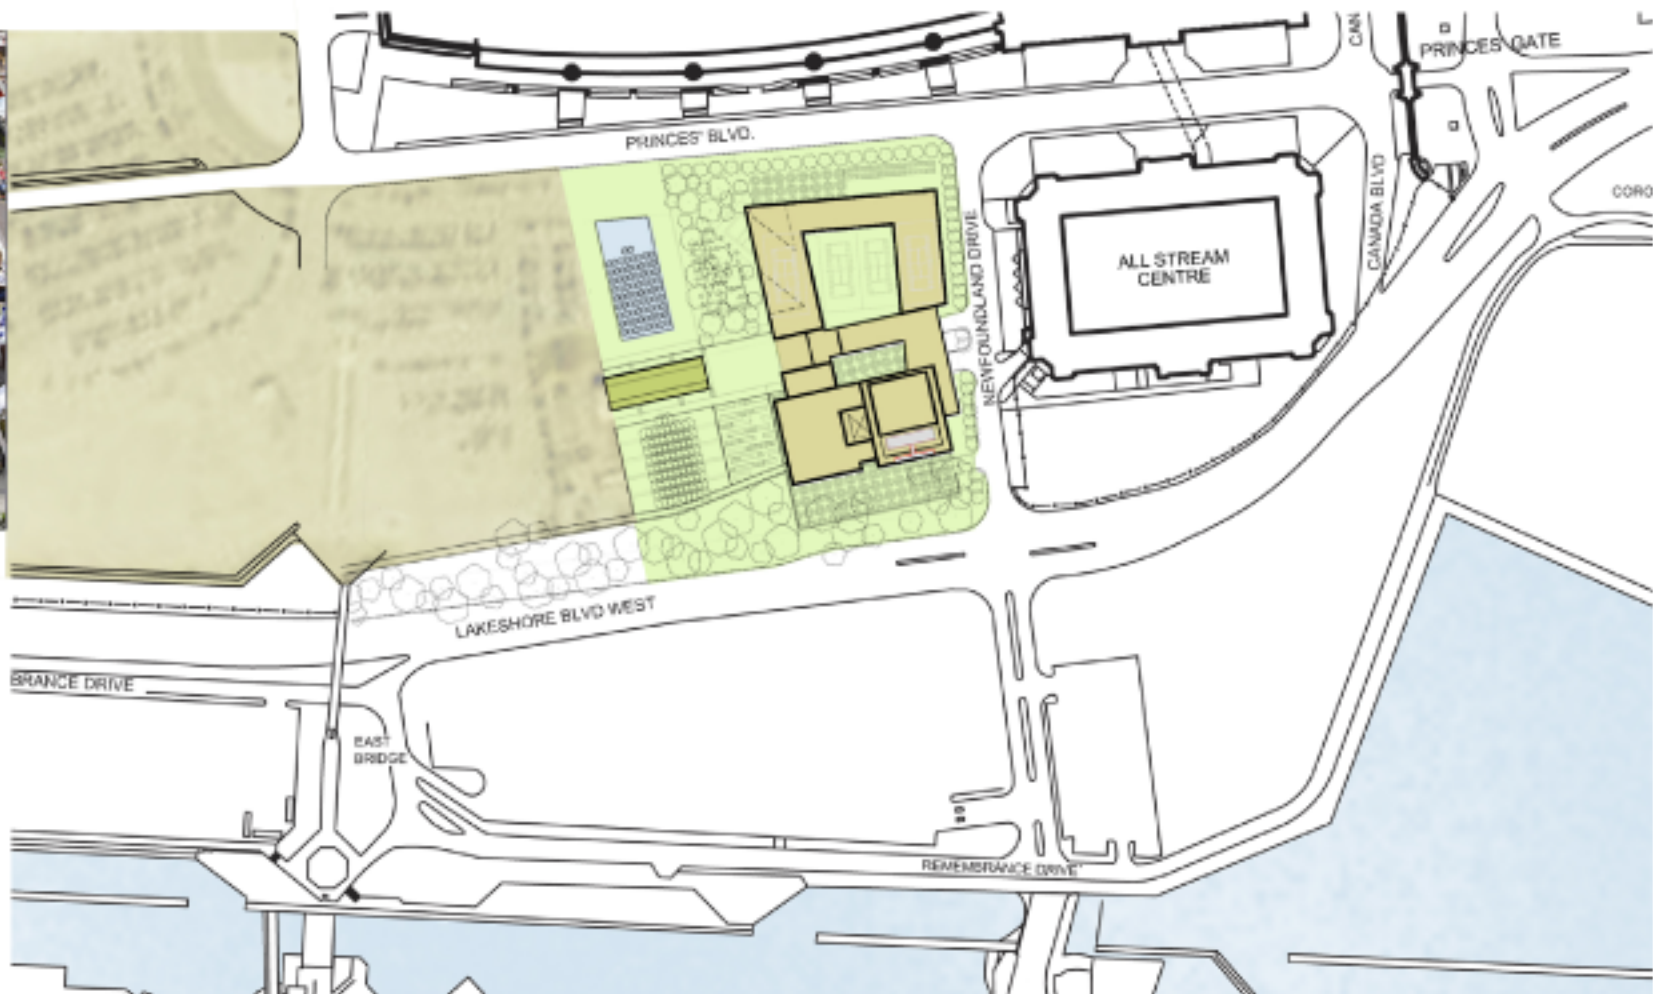 CAN
PRINCES' GATE
PRINCES' BLVD.
CANADA BLVD
CORO
NEWFOUNDLAND DRIVE
ALL STREAM
CENTRE
LAKESHORE BLVD WEST
BRANCE DRIVE
EAST
BRIDGE
REMEMBRANCE DRIVE